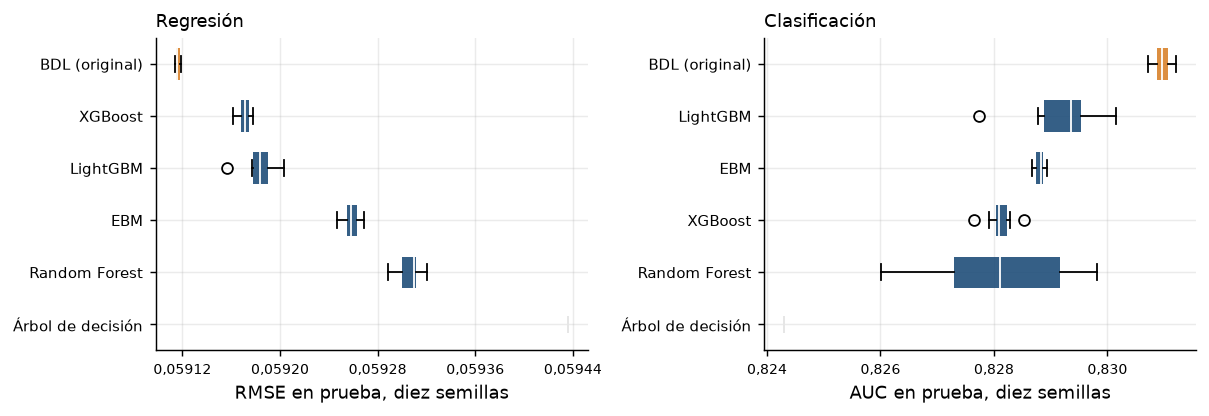 Regresión
BDL (original)
XGBoost
LightGBM
EBM
Random Forest
Árbol de decisión
0,05912 0,05920 0,05928 0,05936 0,05944
RMSE en prueba, diez semillas
Clasificación
BDL (original)
LightGBM
EBM
XGBoost
Random Forest
Árbol de decisión
0,824 0,826 0,828 0,830
AUC en prueba, diez semillas